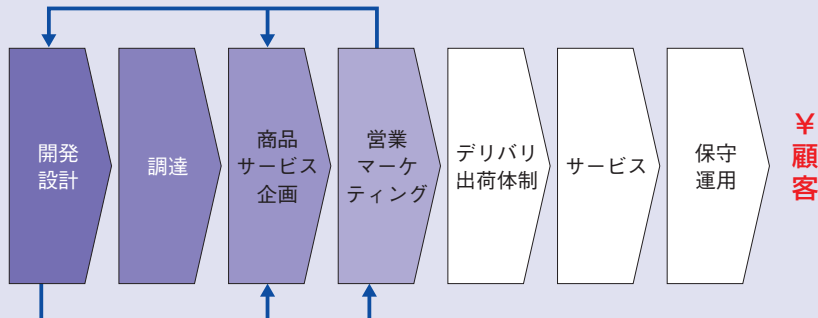 開発
設計
調達
商品
サービス
企画
営業
マーケ
ティング
デリバリ
出荷体制
サービス
保守
運用
¥
顧
客